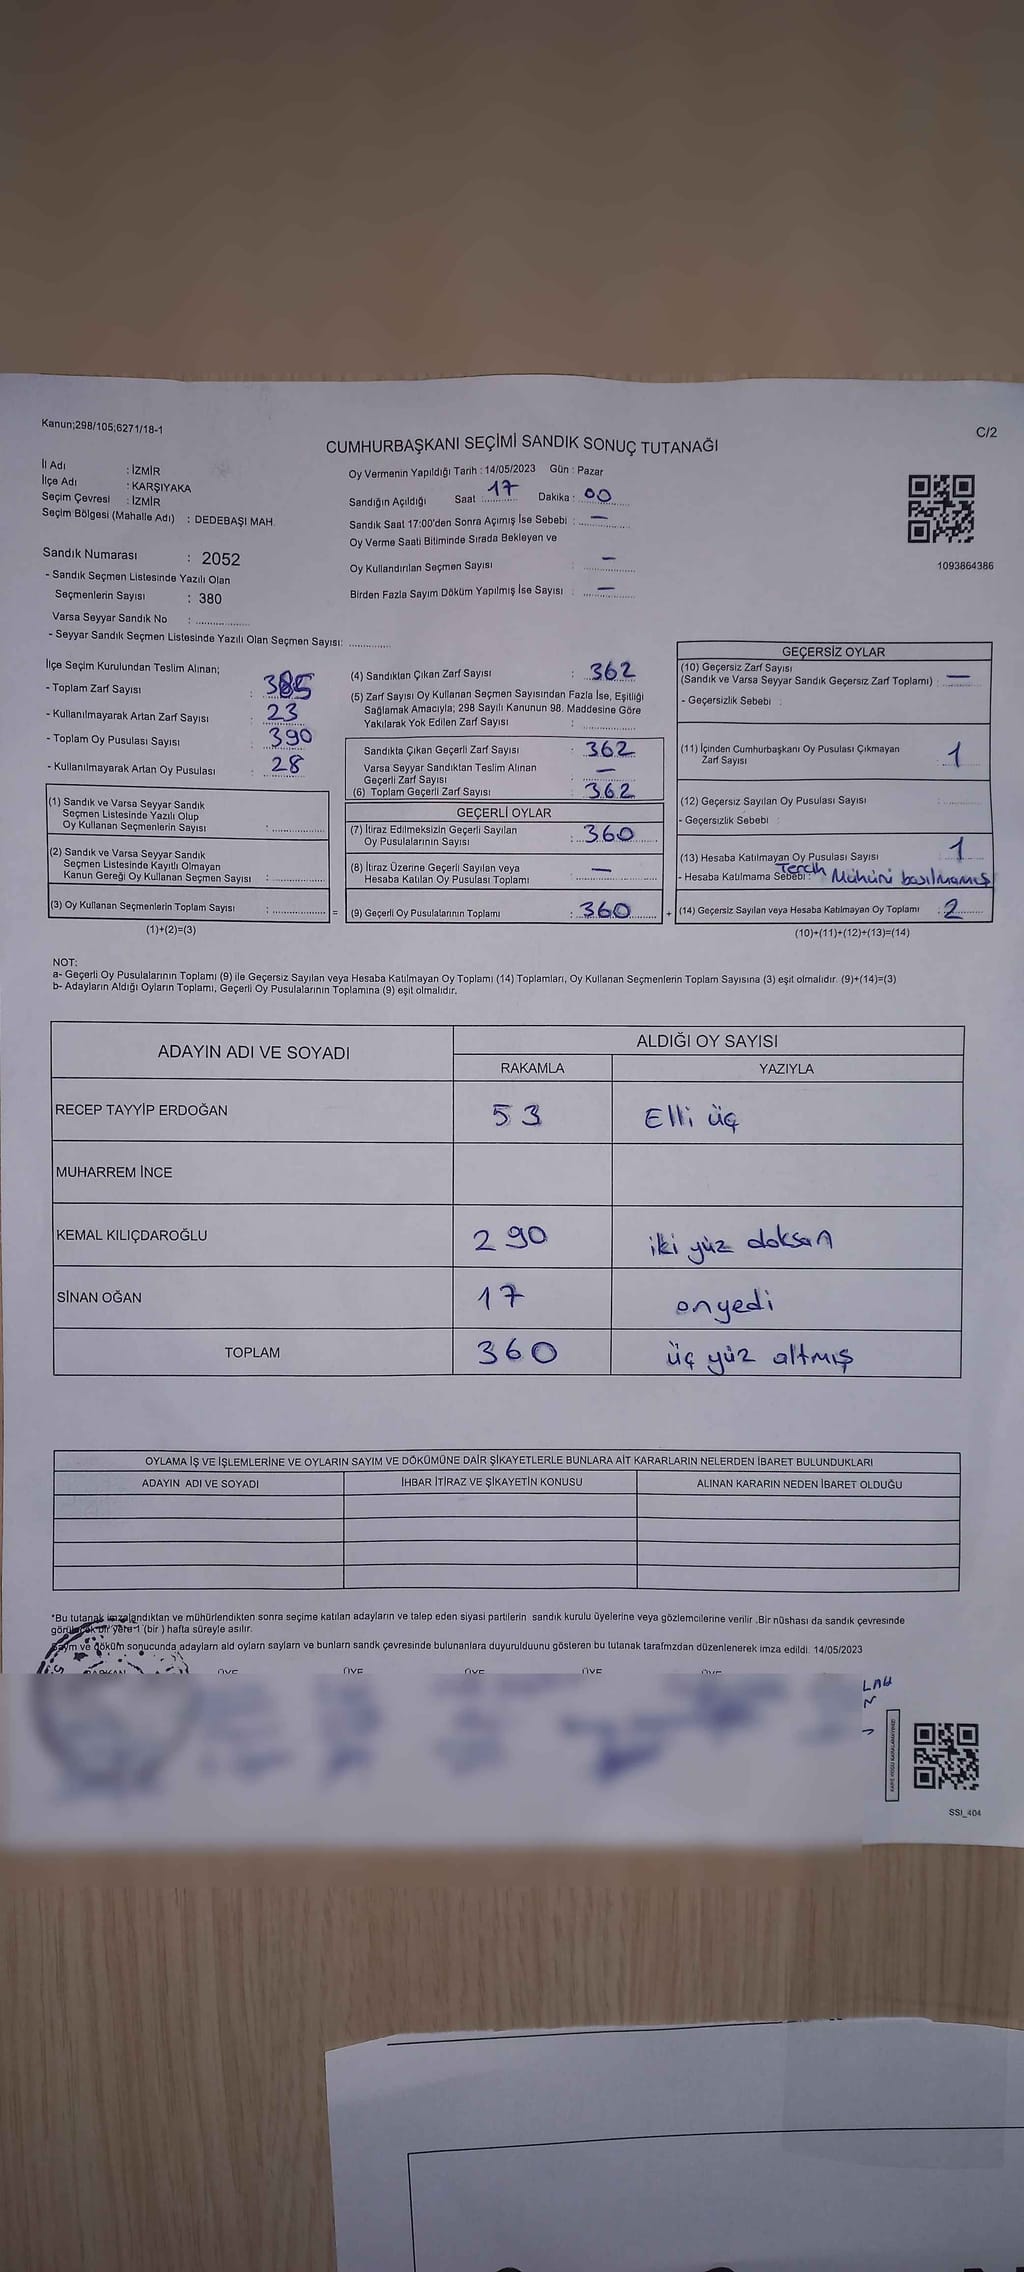 Kanun;298/105;6271/18-1
C/2
CUMHURBAŞKANI SEÇİMİ SANDIK SONUÇ TUTANAĞI
İl Adı : İZMİR
İlçe Adı : KARŞIYAKA
Seçim Çevresi : İZMİR
Seçim Bölgesi (Mahalle Adı) : DEDEBAŞI MAH.
Sandık Numarası : 2052
- Sandık Seçmen Listesinde Yazılı Olan
Seçmenlerin Sayısı : 380
Varsa Seyyar Sandık No : ...............
- Seyyar Sandık Seçmen Listesinde Yazılı Olan Seçmen Sayısı: ............
Oy Vermenin Yapıldığı Tarih : 14/05/2023 Gün : Pazar
Sandığın Açıldığı Saat : 17 Dakika : 00
Sandık Saat 17:00'den Sonra Açımış İse Sebebi : —
Oy Verme Saati Bitiminde Sırada Bekleyen ve
Oy Kullandırılan Seçmen Sayısı : —
Birden Fazla Sayım Döküm Yapılmış İse Sayısı : —
1093864386
İlçe Seçim Kurulundan Teslim Alınan;
- Toplam Zarf Sayısı : 385
- Kullanılmayarak Artan Zarf Sayısı : 23
- Toplam Oy Pusulası Sayısı : 390
- Kullanılmayarak Artan Oy Pusulası : 28
(1) Sandık ve Varsa Seyyar Sandık
Seçmen Listesinde Yazılı Olup
Oy Kullanan Seçmenlerin Sayısı : ...............
(2) Sandık ve Varsa Seyyar Sandık
Seçmen Listesinde Kayıtlı Olmayan
Kanun Gereği Oy Kullanan Seçmen Sayısı : ...............
(3) Oy Kullanan Seçmenlerin Toplam Sayısı : ............... =
(1)+(2)=(3)
(4) Sandıktan Çıkan Zarf Sayısı : 362
(5) Zarf Sayısı Oy Kullanan Seçmen Sayısından Fazla İse, Eşitliği
Sağlamak Amacıyla; 298 Sayılı Kanunun 98. Maddesine Göre
Yakılarak Yok Edilen Zarf Sayısı : ...............
Sandıkta Çıkan Geçerli Zarf Sayısı : 362
Varsa Seyyar Sandıktan Teslim Alınan
Geçerli Zarf Sayısı : —
(6) Toplam Geçerli Zarf Sayısı : 362
GEÇERLİ OYLAR
(7) İtiraz Edilmeksizin Geçerli Sayılan
Oy Pusulalarının Sayısı : 360
(8) İtiraz Üzerine Geçerli Sayılan veya
Hesaba Katılan Oy Pusulası Toplamı : —
(9) Geçerli Oy Pusulalarının Toplamı : 360 +
GEÇERSİZ OYLAR
(10) Geçersiz Zarf Sayısı
(Sandık ve Varsa Seyyar Sandık Geçersiz Zarf Toplamı) : —
- Geçersizlik Sebebi :
(11) İçinden Cumhurbaşkanı Oy Pusulası Çıkmayan
Zarf Sayısı : 1
(12) Geçersiz Sayılan Oy Pusulası Sayısı : ............
- Geçersizlik Sebebi :
(13) Hesaba Katılmayan Oy Pusulası Sayısı : 1
- Hesaba Katılmama Sebebi : Tercih Mühürü basılmamış
(14) Geçersiz Sayılan veya Hesaba Katılmayan Oy Toplamı : 2
(10)+(11)+(12)+(13)=(14)
NOT:
a- Geçerli Oy Pusulalarının Toplamı (9) ile Geçersiz Sayılan veya Hesaba Katılmayan Oy Toplamı (14) Toplamları, Oy Kullanan Seçmenlerin Toplam Sayısına (3) eşit olmalıdır. (9)+(14)=(3)
b- Adayların Aldığı Oyların Toplamı, Geçerli Oy Pusulalarının Toplamına (9) eşit olmalıdır.
ADAYIN ADI VE SOYADI
ALDIĞI OY SAYISI
RAKAMLA YAZIYLA
RECEP TAYYİP ERDOĞAN 53 Elli üç
MUHARREM İNCE
KEMAL KILIÇDAROĞLU 290 iki yüz doksan
SİNAN OĞAN 17 onyedi
TOPLAM 360 üç yüz altmış
OYLAMA İŞ VE İŞLEMLERİNE VE OYLARIN SAYIM VE DÖKÜMÜNE DAİR ŞİKAYETLERLE BUNLARA AİT KARARLARIN NELERDEN İBARET BULUNDUKLARI
ADAYIN ADI VE SOYADI İHBAR İTİRAZ VE ŞİKAYETİN KONUSU ALINAN KARARIN NEDEN İBARET OLDUĞU
*Bu tutanak imzalandıktan ve mühürlendikten sonra seçime katılan adayların ve talep eden siyasi partilerin sandık kurulu üyelerine veya gözlemcilerine verilir .Bir nüshası da sandık çevresinde
görülecek bir yere 1 (bir ) hafta süreyle asılır.
Sayım ve döküm sonucunda adayların ald oyların sayları ve bunların sandk çevresinde bulunanlara duyurulduunu gösteren bu tutanak tarafmzdan düzenlenerek imza edildi. 14/05/2023
BAŞKAN ÜYE ÜYE ÜYE ÜYE ÜYE
SSI_404